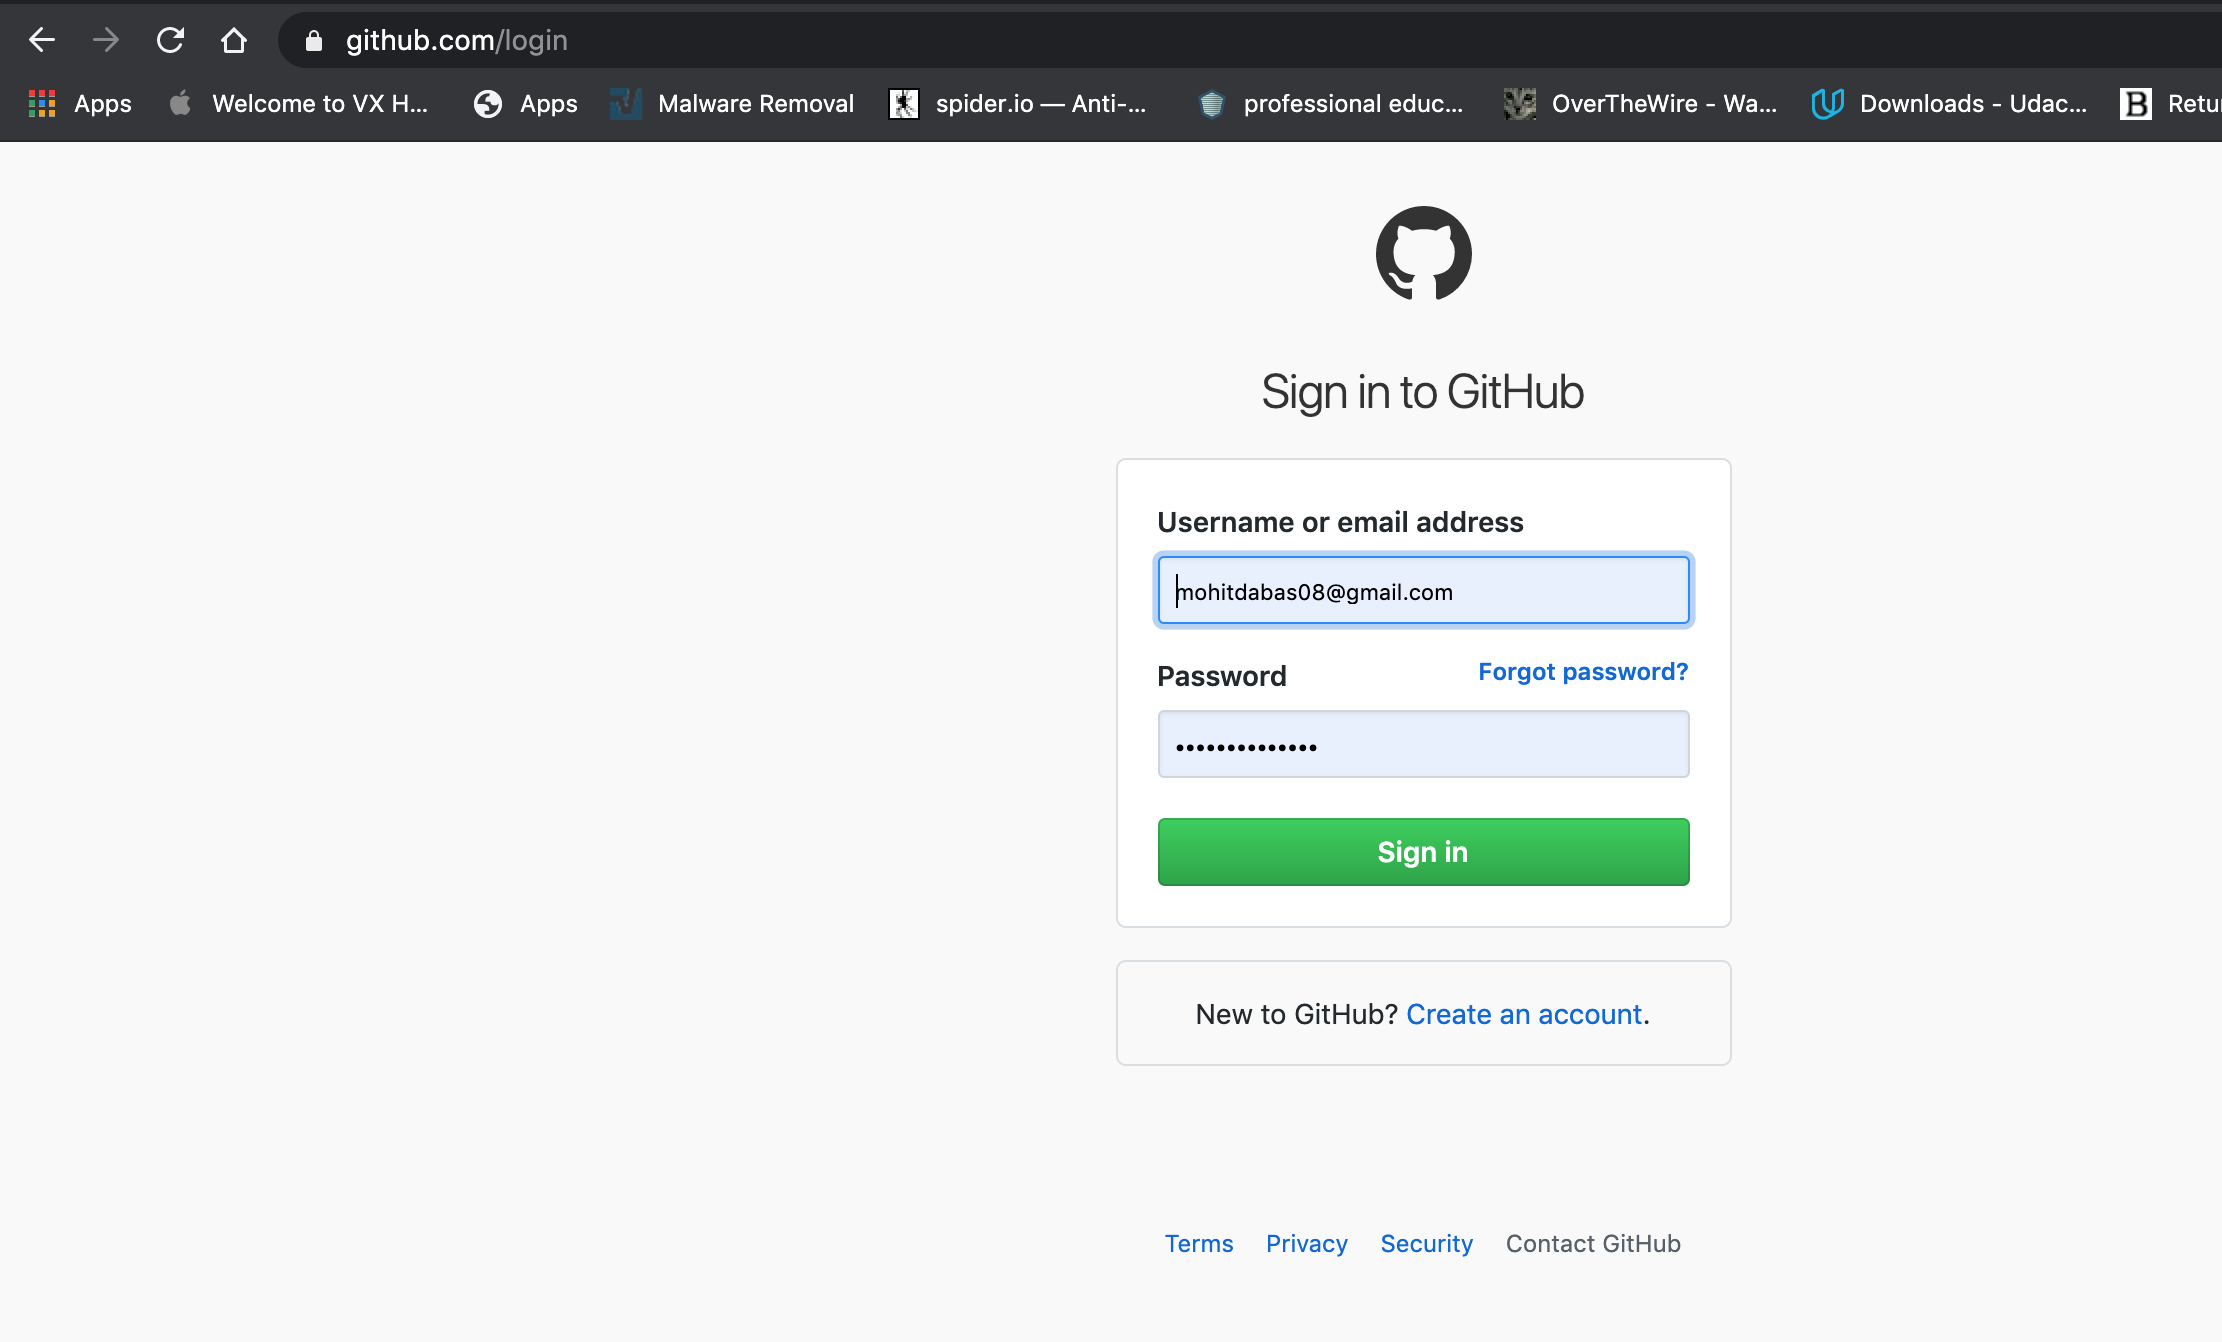 github.com/login
Apps Welcome to VX H... Apps Malware Removal spider.io — Anti-... professional educ... OverTheWire - Wa... Downloads - Udac... B Retu
Sign in to GitHub
Username or email address
mohitdabas08@gmail.com
Password Forgot password?
Sign in
New to GitHub? Create an account.
Terms Privacy Security Contact GitHub